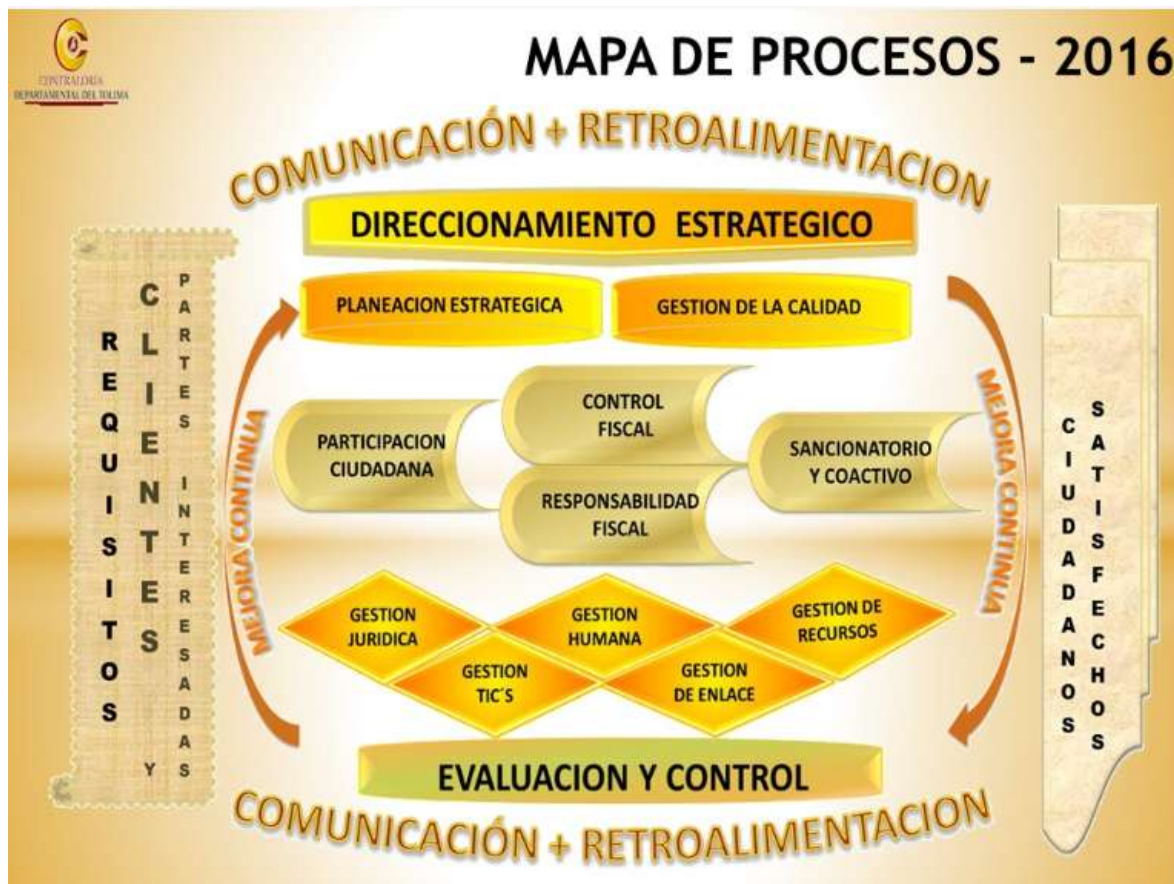 CONTRALORIA
DEPARTAMENTAL DEL TOLIMA
MAPA DE PROCESOS - 2016
COMUNICACIÓN + RETROALIMENTACION
DIRECCIONAMIENTO ESTRATEGICO
PLANEACION ESTRATEGICA
GESTION DE LA CALIDAD
REQUISITOS
CLIENTES Y
PARTES INTERESADAS
MEJORA CONTINUA
PARTICIPACION
CIUDADANA
CONTROL
FISCAL
RESPONSABILIDAD
FISCAL
SANCIONATORIO
Y COACTIVO
MEJORA CONTINUA
CIUDADANOS
SATISFECHOS
GESTION
JURIDICA
GESTION
HUMANA
GESTION DE
RECURSOS
GESTION
TIC´S
GESTION
DE ENLACE
EVALUACION Y CONTROL
COMUNICACIÓN + RETROALIMENTACION